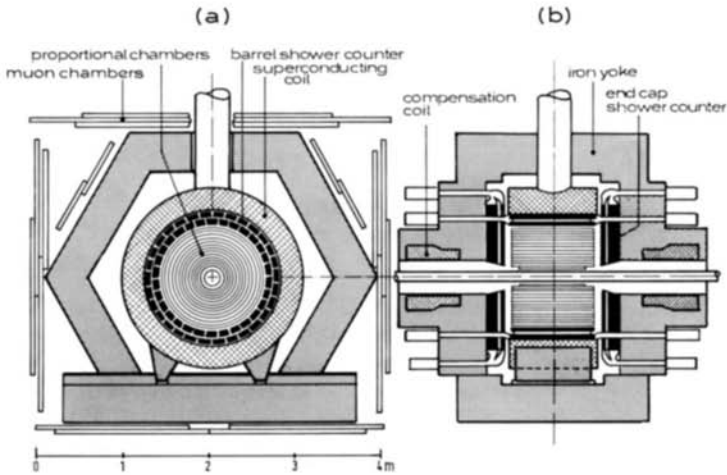 (a)
(b)
proportional chambers
muon chambers
barrel shower counter
superconducting
coil
compensation
coil
iron yoke
end cap
shower counter
0 1 2 3 4m